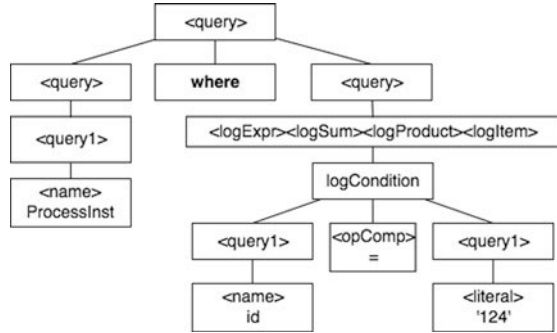 <query>
<query> where <query>
<query1>
<logExpr><logSum><logProduct><logItem>
<name>
ProcessInst
logCondition
<query1> <opComp> <query1>
=
<name> <literal>
id '124'